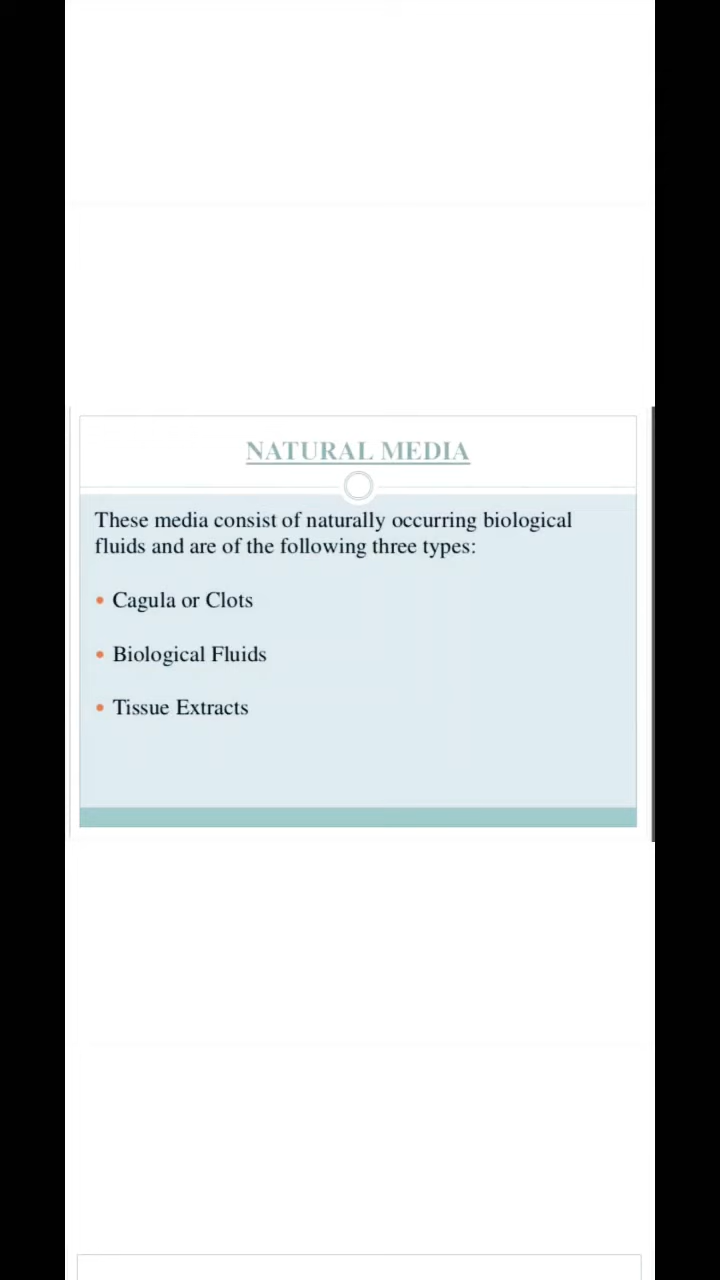 NATURAL MEDIA
These media consist of naturally occurring biological
fluids and are of the following three types:
• Cagula or Clots
• Biological Fluids
• Tissue Extracts